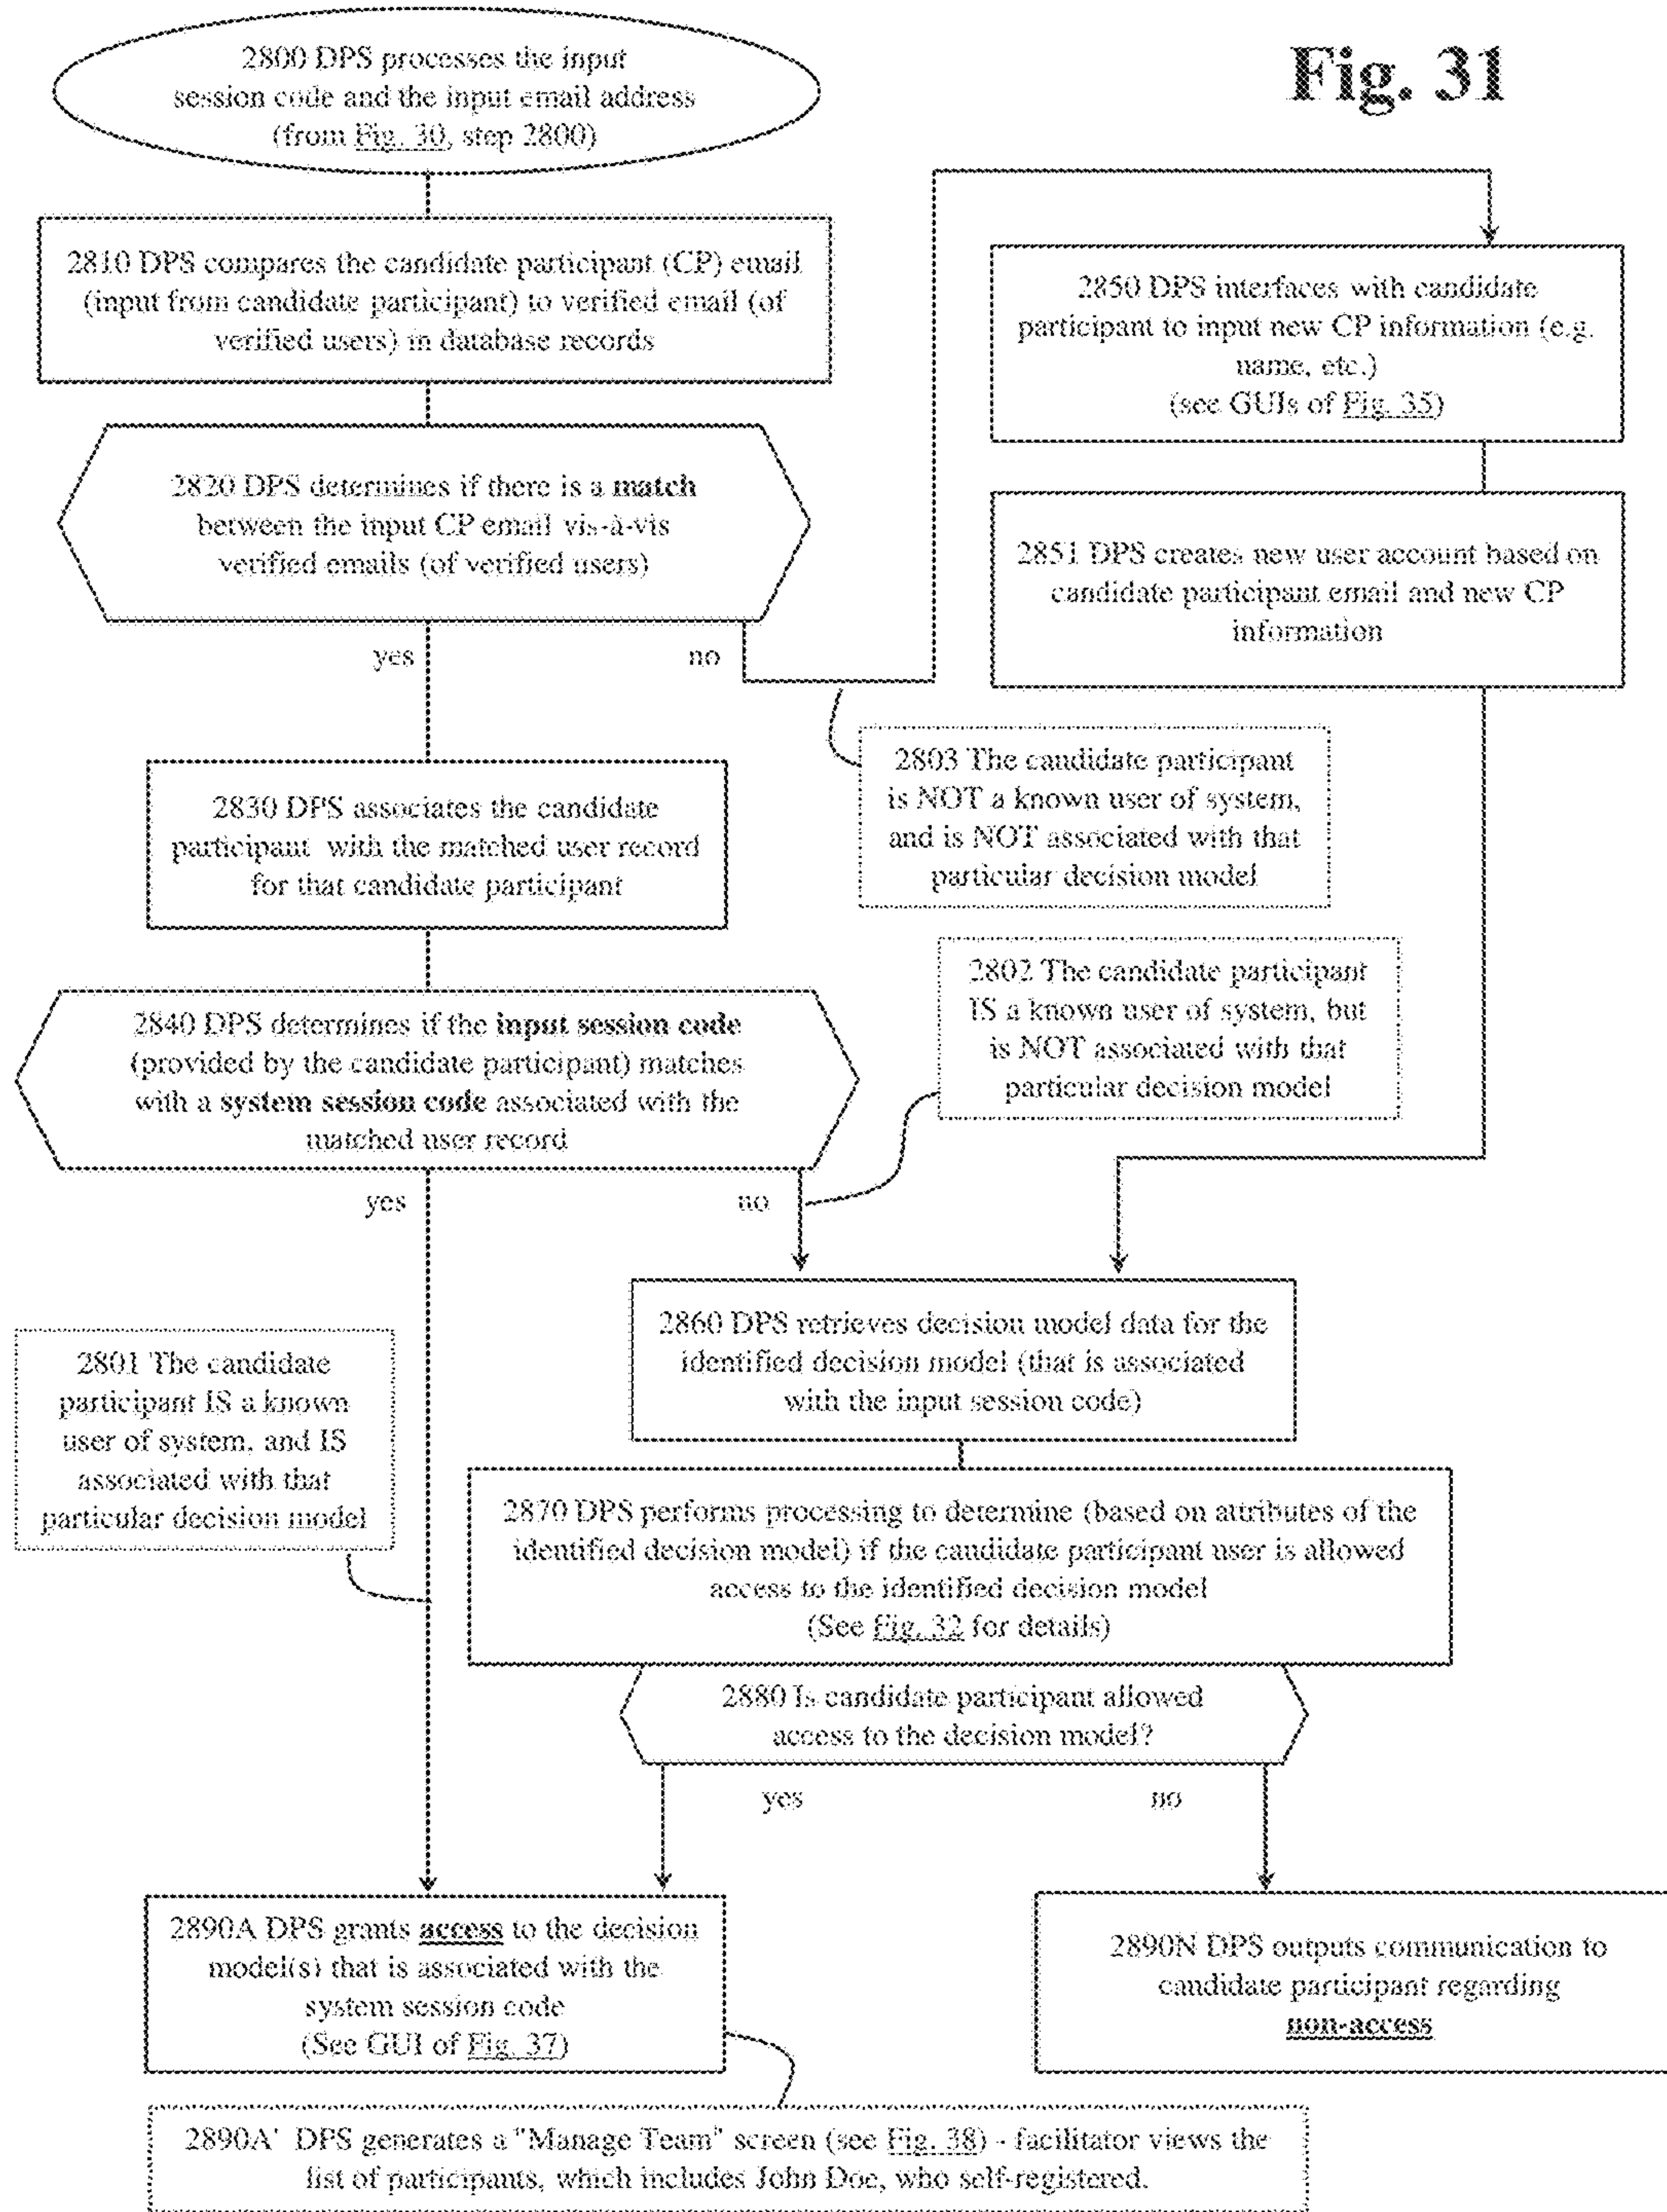 Fig. 31
2800 DPS processes the input
session code and the input email address
(from Fig. 30, step 2800)
2810 DPS compares the candidate participant (CP) email
(input from candidate participant) to verified email (of
verified users) in database records
2820 DPS determines if there is a match
between the input CP email vis-à-vis
verified emails (of verified users)
yes
no
2850 DPS interfaces with candidate
participant to input new CP information (e.g.
name, etc.)
(see GUIs of Fig. 35)
2851 DPS creates new user account based on
candidate participant email and new CP
information
2803 The candidate participant
is NOT a known user of system,
and is NOT associated with that
particular decision model
2830 DPS associates the candidate
participant with the matched user record
for that candidate participant
2802 The candidate participant
IS a known user of system, but
is NOT associated with that
particular decision model
2840 DPS determines if the input session code
(provided by the candidate participant) matches
with a system session code associated with the
matched user record
yes
no
2860 DPS retrieves decision model data for the
identified decision model (that is associated
with the input session code)
2801 The candidate
participant IS a known
user of system, and IS
associated with that
particular decision model
2870 DPS performs processing to determine (based on attributes of the
identified decision model) if the candidate participant user is allowed
access to the identified decision model
(See Fig. 32 for details)
2880 Is candidate participant allowed
access to the decision model?
yes
no
2890A DPS grants access to the decision
model(s) that is associated with the
system session code
(See GUI of Fig. 37)
2890N DPS outputs communication to
candidate participant regarding
non-access
2890A' DPS generates a "Manage Team" screen (see Fig. 38) - facilitator views the
list of participants, which includes John Doe, who self-registered.